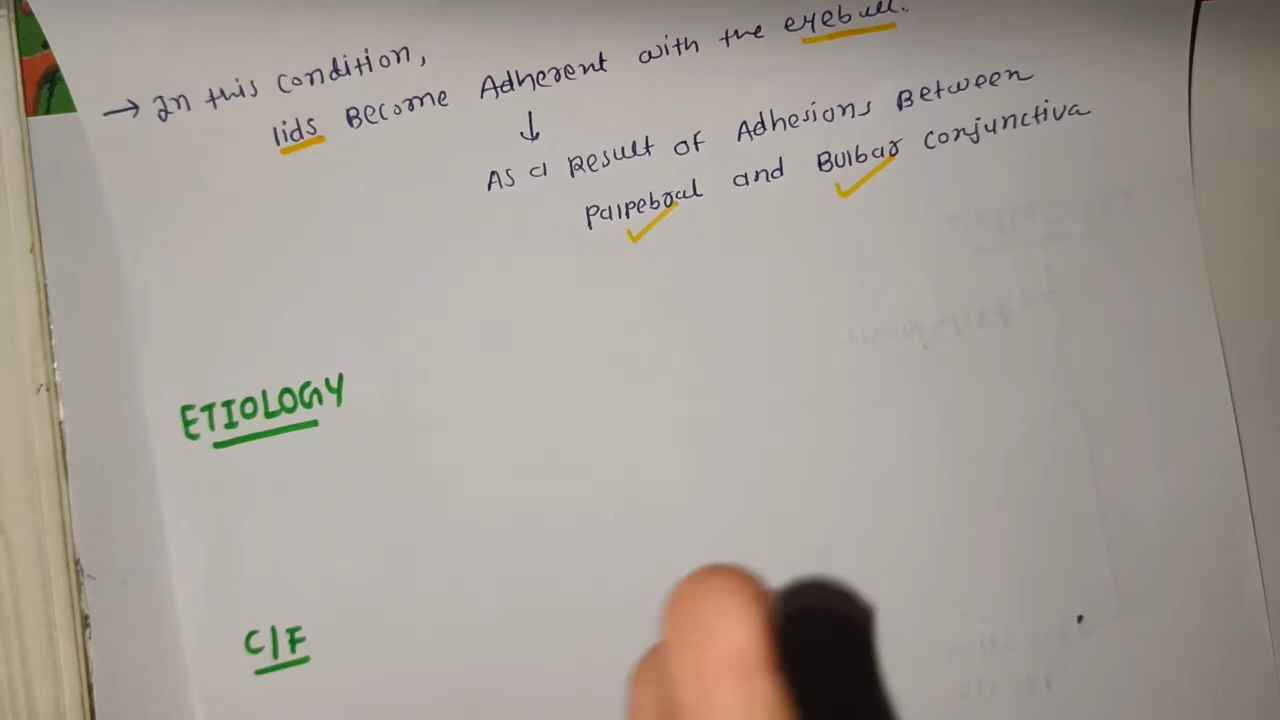 → In this condition,
lids Become Adherent with the eyeball.
↓
As a Result of Adhesions Between
Palpebral and Bulbar conjunctiva
ETIOLOGY
C/F